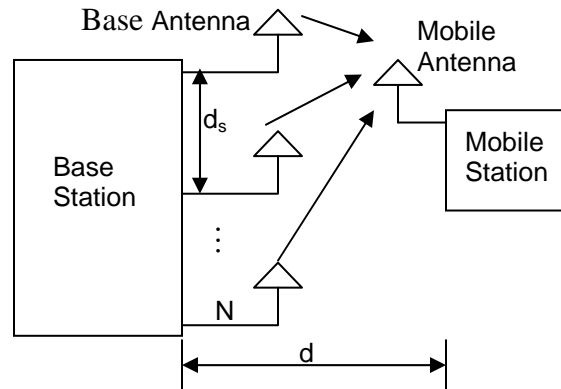 Base Antenna
Mobile
Antenna
ds
Base
Station
Mobile
Station
⋮
N
d